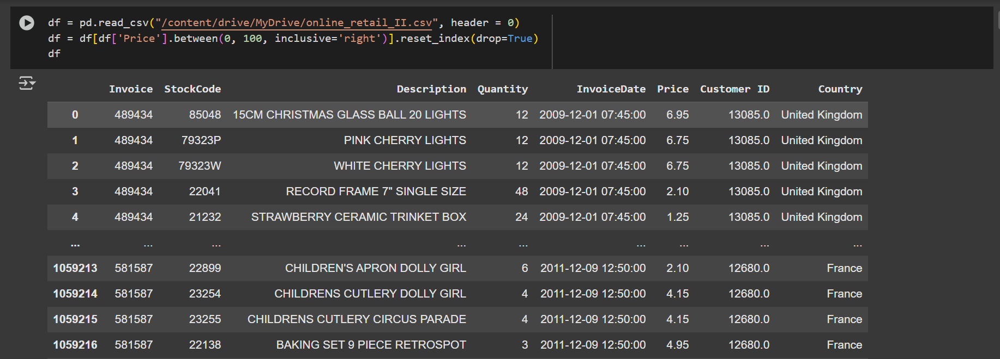 df = pd.read_csv("/content/drive/MyDrive/online_retail_II.csv", header = 0)
df = df[df['Price'].between(0, 100, inclusive='right')].reset_index(drop=True)
df
Invoice StockCode Description Quantity InvoiceDate Price Customer ID Country
0 489434 85048 15CM CHRISTMAS GLASS BALL 20 LIGHTS 12 2009-12-01 07:45:00 6.95 13085.0 United Kingdom
1 489434 79323P PINK CHERRY LIGHTS 12 2009-12-01 07:45:00 6.75 13085.0 United Kingdom
2 489434 79323W WHITE CHERRY LIGHTS 12 2009-12-01 07:45:00 6.75 13085.0 United Kingdom
3 489434 22041 RECORD FRAME 7" SINGLE SIZE 48 2009-12-01 07:45:00 2.10 13085.0 United Kingdom
4 489434 21232 STRAWBERRY CERAMIC TRINKET BOX 24 2009-12-01 07:45:00 1.25 13085.0 United Kingdom
... ... ... ... ... ... ... ... ...
1059213 581587 22899 CHILDREN'S APRON DOLLY GIRL 6 2011-12-09 12:50:00 2.10 12680.0 France
1059214 581587 23254 CHILDRENS CUTLERY DOLLY GIRL 4 2011-12-09 12:50:00 4.15 12680.0 France
1059215 581587 23255 CHILDRENS CUTLERY CIRCUS PARADE 4 2011-12-09 12:50:00 4.15 12680.0 France
1059216 581587 22138 BAKING SET 9 PIECE RETROSPOT 3 2011-12-09 12:50:00 4.95 12680.0 France